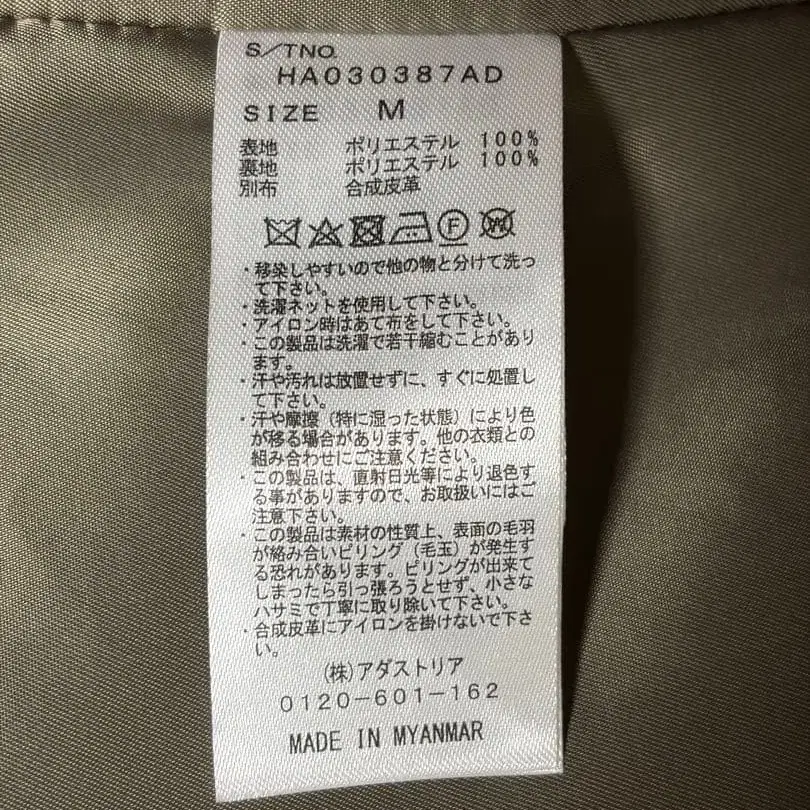 S/TNO.
HA030387AD
SIZE M
表地 ポリエステル 100%
裏地 ポリエステル 100%
別布 合成皮革
F W
・移染しやすいので他の物と分けて洗っ
て下さい。
・洗濯ネットを使用して下さい。
・アイロン時はあて布をして下さい。
・この製品は洗濯で若干縮むことがあり
ます。
・汗や汚れは放置せずに、すぐに処置し
て下さい。
・汗や摩擦（特に湿った状態）により色
が移る場合があります。他の衣類との
組み合わせにご注意ください。
・この製品は、直射日光等により退色す
る事がありますので、お取扱いにはご
注意下さい。
・この製品は素材の性質上、表面の毛羽
が絡み合いピリング（毛玉）が発生す
る恐れがあります。ピリングが出来て
しまったら引っ張ろうとせず、小さな
ハサミで丁寧に取り除いて下さい。
・合成皮革にアイロンを掛けないで下さ
い。
(株)アダストリア
0120-601-162
MADE IN MYANMAR